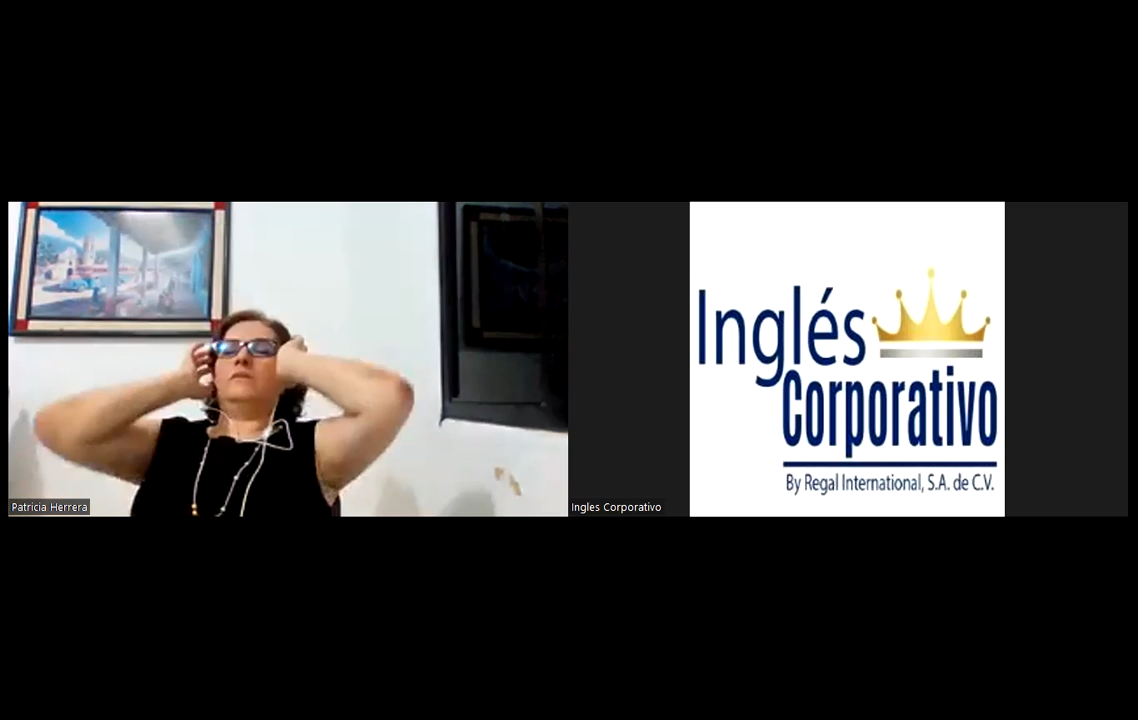 Inglés
Corporativo
By Regal International, S.A. de C.V.
Patricia Herrera
Ingles Corporativo